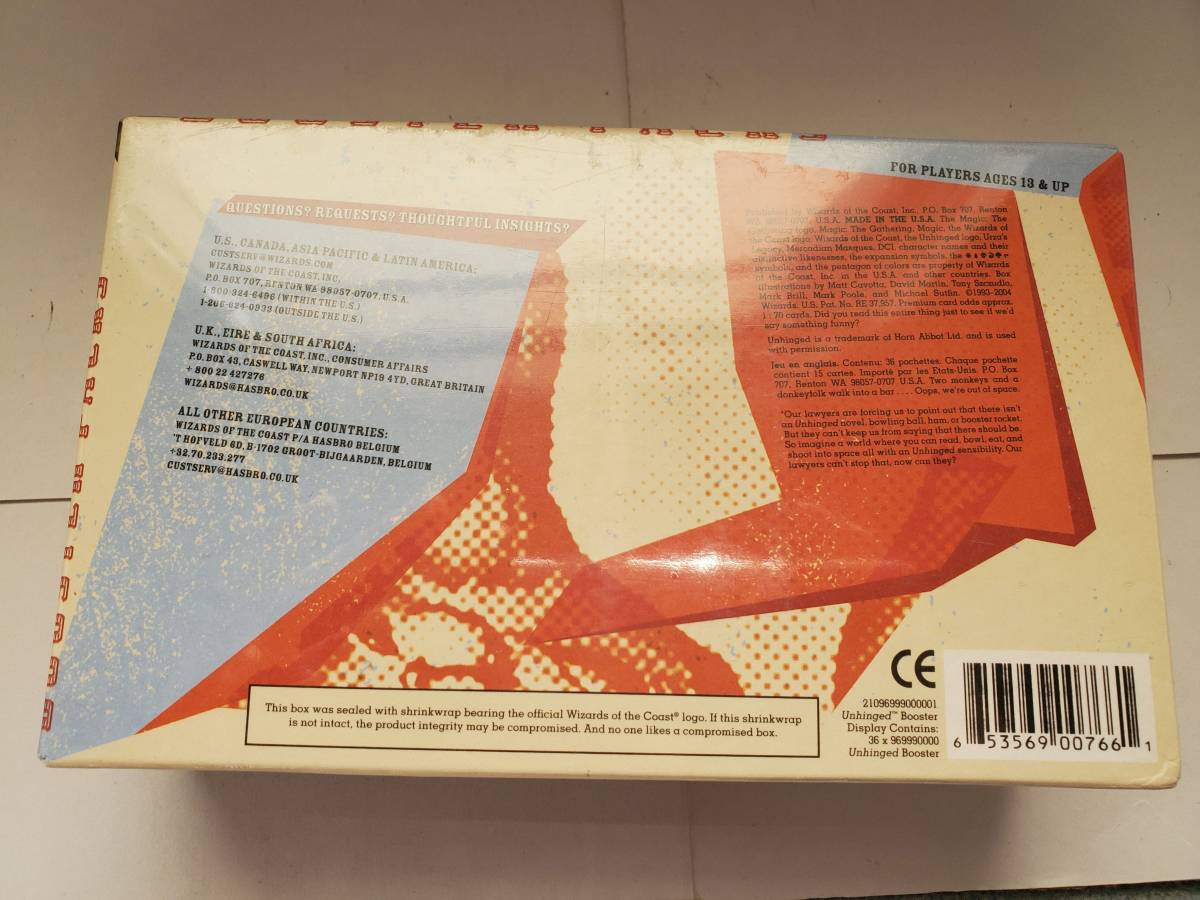 FOR PLAYERS AGES 13 & UP
QUESTIONS? REQUESTS? THOUGHTFUL INSIGHTS?
U.S., CANADA, ASIA PACIFIC & LATIN AMERICA:
CUSTSERV@WIZARDS.COM
WIZARDS OF THE COAST, INC.
P.O. BOX 707, RENTON WA 98057-0707, U.S.A.
1-800-324-6496 (WITHIN THE U.S.)
1-206-624-0933 (OUTSIDE THE U.S.)
U.K., EIRE & SOUTH AFRICA:
WIZARDS OF THE COAST, INC., CONSUMER AFFAIRS
P.O. BOX 43, CASWELL WAY, NEWPORT NP19 4YD, GREAT BRITAIN
+ 800 22 427276
WIZARDS@HASBRO.CO.UK
ALL OTHER EUROPEAN COUNTRIES:
WIZARDS OF THE COAST P/A HASBRO BELGIUM
'T HOFVELD 6D, B-1702 GROOT-BIJGAARDEN, BELGIUM
+32.70.233.277
CUSTSERV@HASBRO.CO.UK
Published by Wizards of the Coast, Inc., P.O. Box 707, Renton
WA 98057-0707, U.S.A. MADE IN THE U.S.A. The Magic: The
Gathering logo, Magic: The Gathering, Magic, the Wizards of
the Coast logo, Wizards of the Coast, the Unhinged logo, Urza's
Legacy, Mercadian Masques, DCI, character names and their
distinctive likenesses, the expansion symbols, the
symbols, and the pentagon of colors are property of Wizards
of the Coast, Inc. in the U.S.A. and other countries. Box
illustrations by Matt Cavotta, David Martin, Tony Szczudlo,
Mark Brill, Mark Poole, and Michael Sutfin. ©1993–2004
Wizards. U.S. Pat. No. RE 37,957. Premium card odds approx.
1 : 70 cards. Did you read this entire thing just to see if we'd
say something funny?
Unhinged is a trademark of Horn Abbot Ltd. and is used
with permission.
Jeu en anglais. Contenu: 36 pochettes. Chaque pochette
contient 15 cartes. Importé par les Etats-Unis. P.O. Box
707, Renton WA 98057-0707 U.S.A. Two monkeys and a
donkeyfolk walk into a bar . . . . Oops, we're out of space.
*Our lawyers are forcing us to point out that there isn't
an Unhinged novel, bowling ball, ham, or booster rocket.
But they can't keep us from saying that there should be.
So imagine a world where you can read, bowl, eat, and
shoot into space all with an Unhinged sensibility. Our
lawyers can't stop that, now can they?
This box was sealed with shrinkwrap bearing the official Wizards of the Coast® logo. If this shrinkwrap
is not intact, the product integrity may be compromised. And no one likes a compromised box.
CE
21096999000001
Unhinged™ Booster
Display Contains:
36 x 969990000
Unhinged Booster
6 53569 00766 1